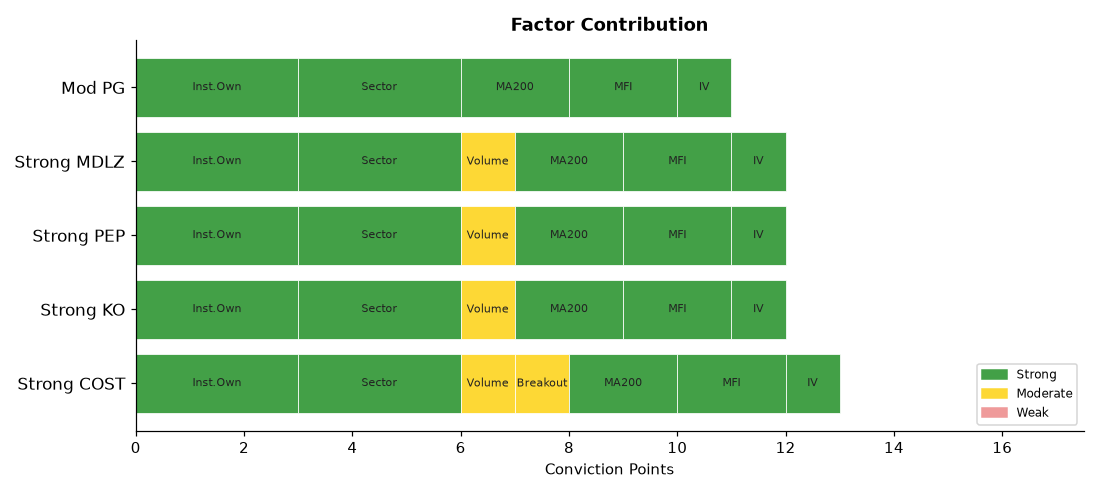 Factor Contribution
Mod PG
Inst.Own Sector MA200 MFI IV
Strong MDLZ
Inst.Own Sector Volume MA200 MFI IV
Strong PEP
Inst.Own Sector Volume MA200 MFI IV
Strong KO
Inst.Own Sector Volume MA200 MFI IV
Strong COST
Inst.Own Sector Volume Breakout MA200 MFI IV
Strong
Moderate
Weak
0 2 4 6 8 10 12 14 16
Conviction Points